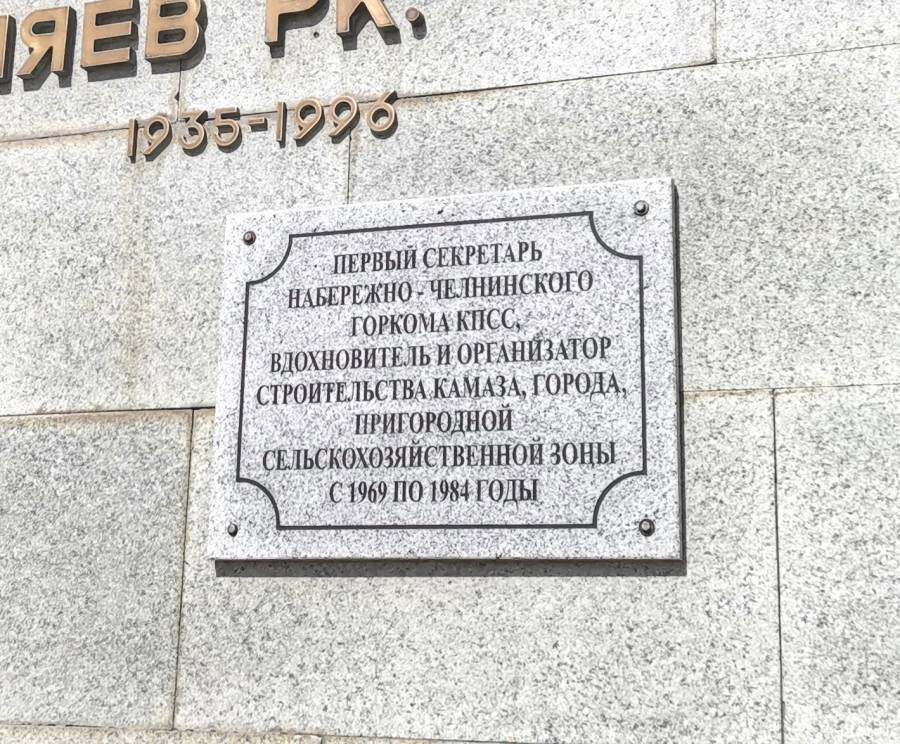 ЯЕВ Р.К.
1935-1996
ПЕРВЫЙ СЕКРЕТАРЬ
НАБЕРЕЖНО - ЧЕЛНИНСКОГО
ГОРКОМА КПСС,
ВДОХНОВИТЕЛЬ И ОРГАНИЗАТОР
СТРОИТЕЛЬСТВА КАМАЗА, ГОРОДА,
ПРИГОРОДНОЙ
СЕЛЬСКОХОЗЯЙСТВЕННОЙ ЗОНЫ
С 1969 ПО 1984 ГОДЫ